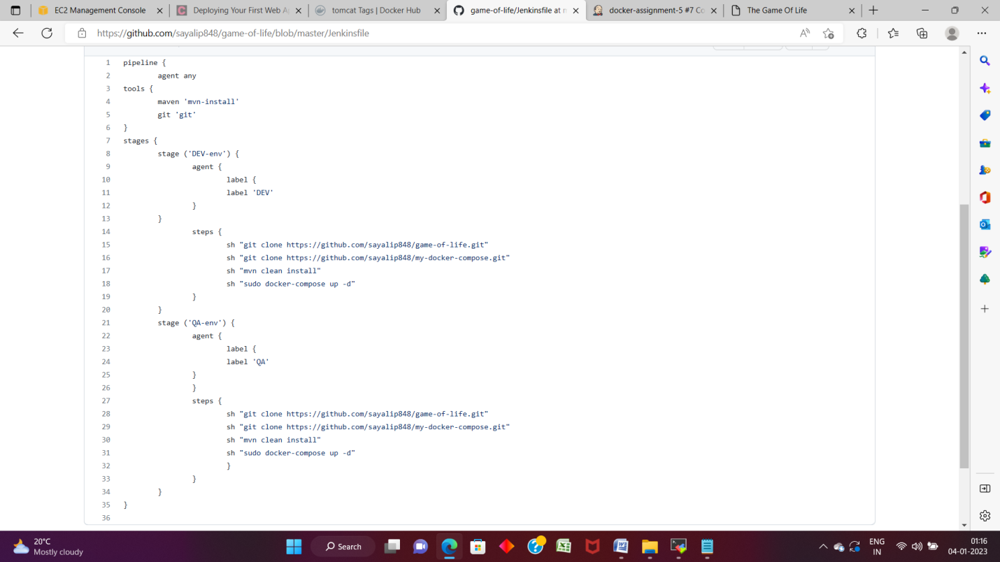 EC2 Management Console
Deploying Your First Web A
tomcat Tags | Docker Hub
game-of-life/Jenkinsfile at m
docker-assignment-5 #7 Co
The Game Of Life
https://github.com/sayalip848/game-of-life/blob/master/Jenkinsfile
1 pipeline {
2 agent any
3 tools {
4 maven 'mvn-install'
5 git 'git'
6 }
7 stages {
8 stage ('DEV-env') {
9 agent {
10 label {
11 label 'DEV'
12 }
13 }
14 steps {
15 sh "git clone https://github.com/sayalip848/game-of-life.git"
16 sh "git clone https://github.com/sayalip848/my-docker-compose.git"
17 sh "mvn clean install"
18 sh "sudo docker-compose up -d"
19 }
20 }
21 stage ('QA-env') {
22 agent {
23 label {
24 label 'QA'
25 }
26 }
27 steps {
28 sh "git clone https://github.com/sayalip848/game-of-life.git"
29 sh "git clone https://github.com/sayalip848/my-docker-compose.git"
30 sh "mvn clean install"
31 sh "sudo docker-compose up -d"
32 }
33 }
34 }
35 }
36
20°C
Mostly cloudy
Search
ENG
IN
01:16
04-01-2023